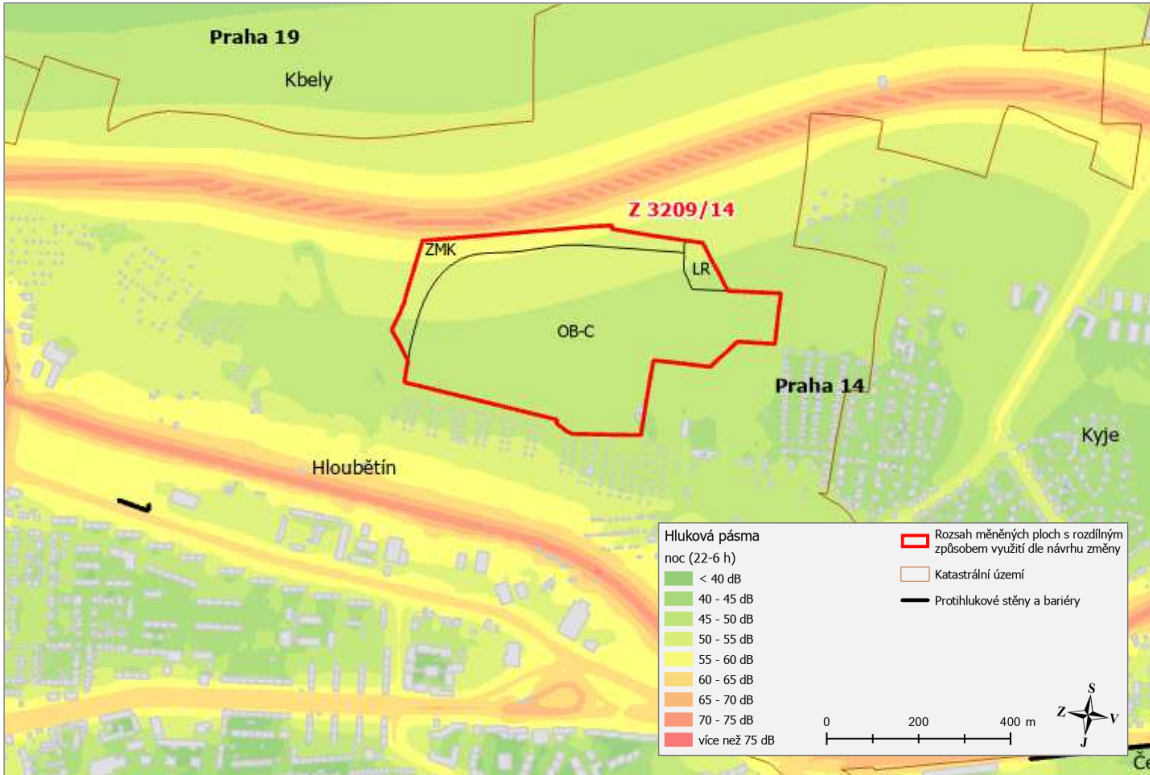 Praha 19
Kbely
Z 3209/14
ZMK
LR
OB-C
Praha 14
Kyje
Hloubětín
Hluková pásma
noc (22-6 h)
< 40 dB
40 - 45 dB
45 - 50 dB
50 - 55 dB
55 - 60 dB
60 - 65 dB
65 - 70 dB
70 - 75 dB
více než 75 dB
Rozsah měněných ploch s rozdílným
způsobem využití dle návrhu změny
Katastrální území
Protihlukové stěny a bariéry
S
Z
V
J
0 200 400 m
Če